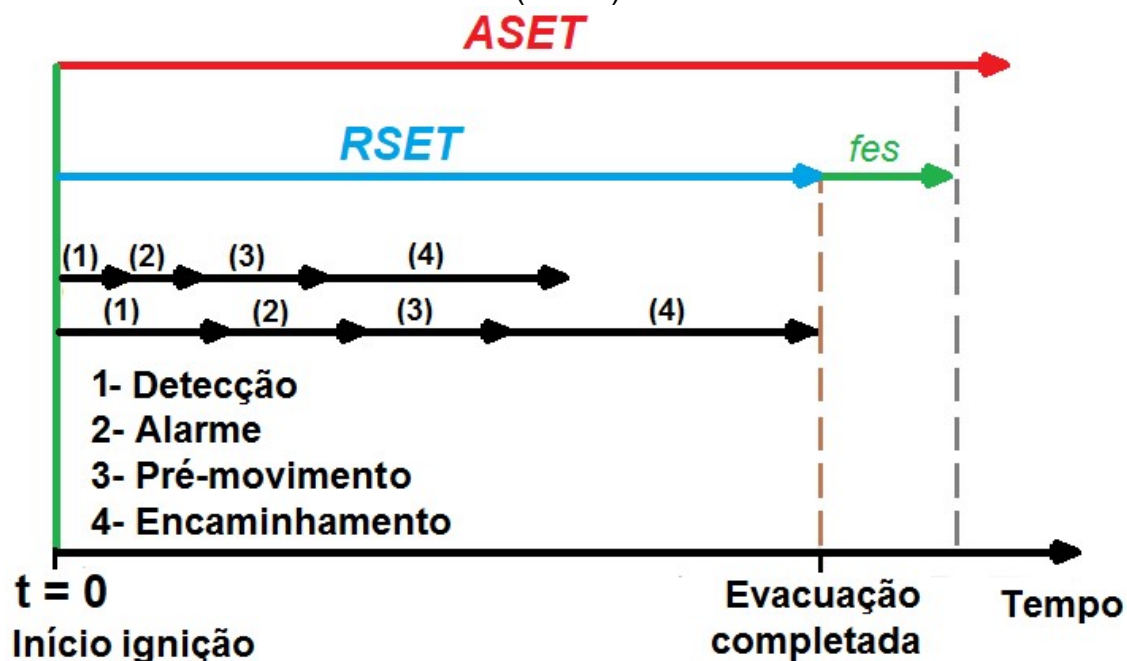 ASET
RSET
fes
(1) (2) (3) (4)
(1) (2) (3) (4)
1- Detecção
2- Alarme
3- Pré-movimento
4- Encaminhamento
t = 0
Início ignição
Evacuação
completada
Tempo